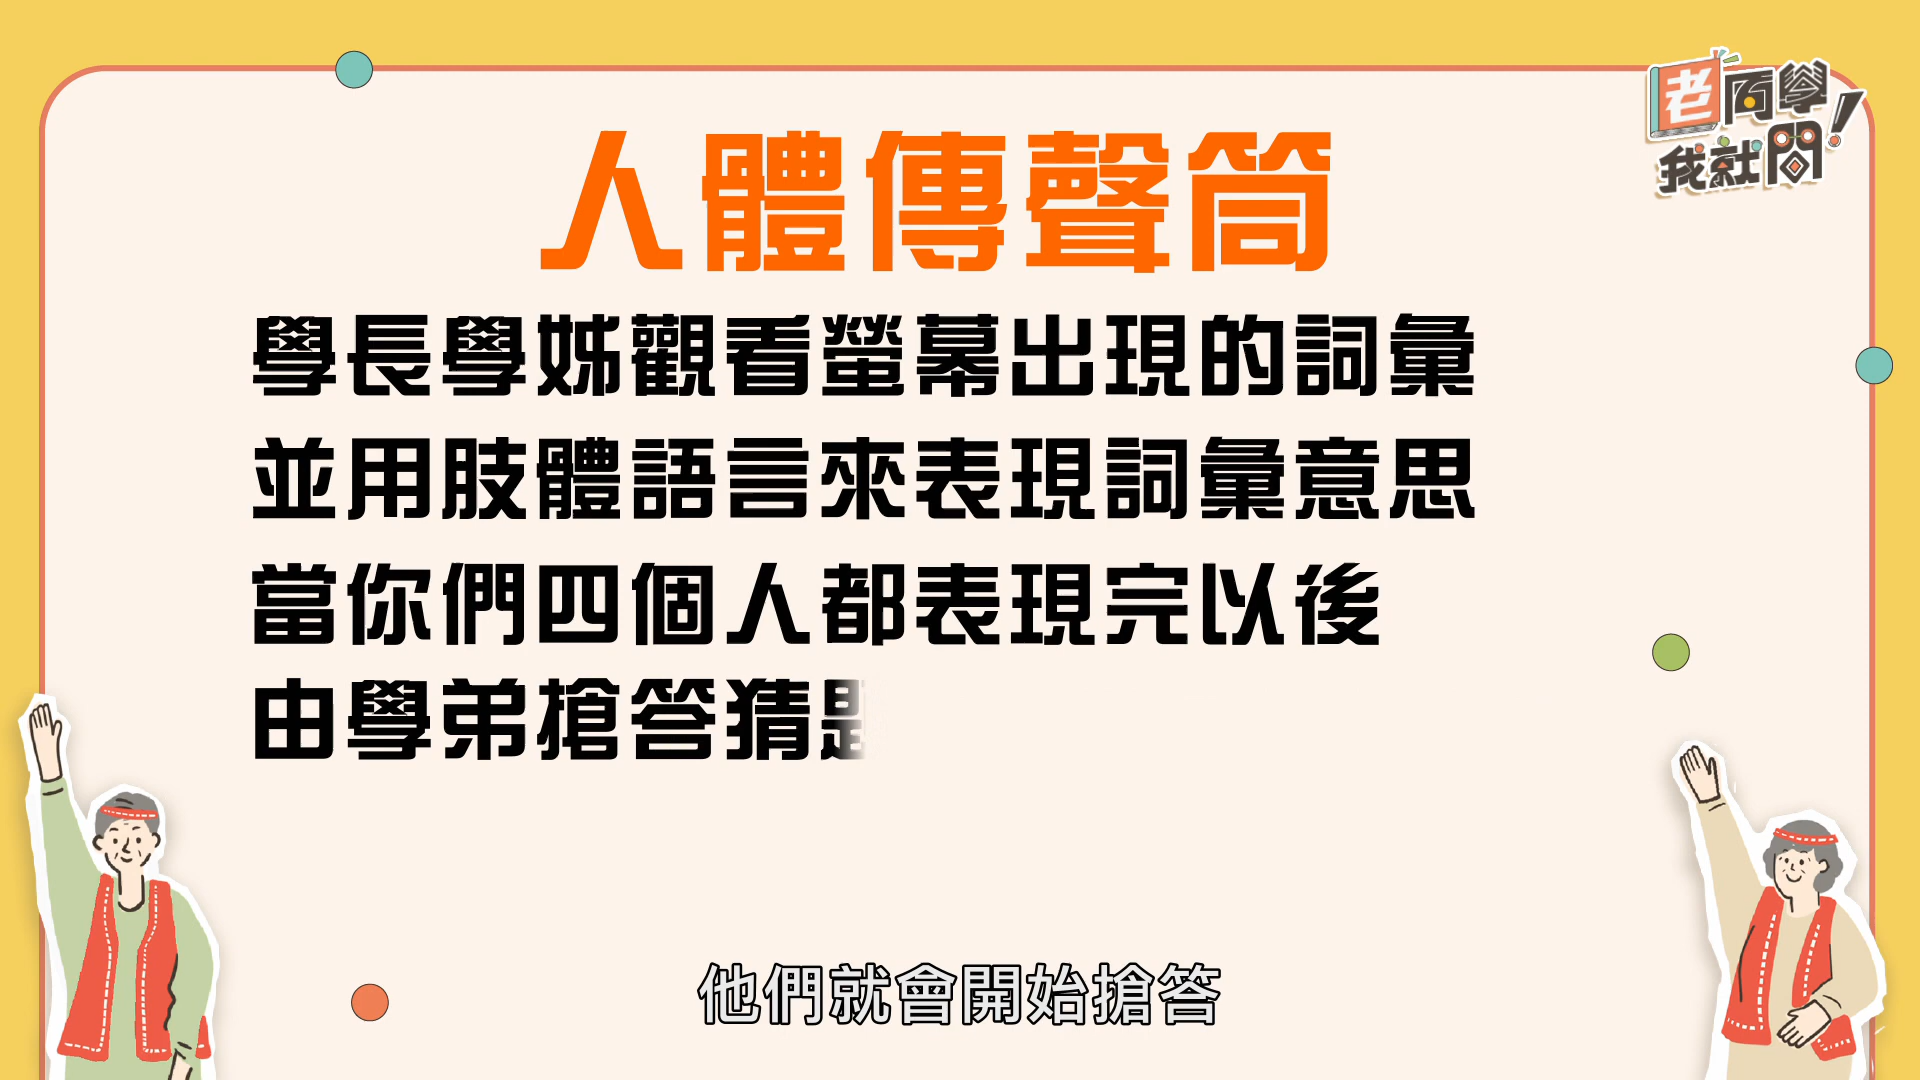 老同學
我就問!
人體傳聲筒
學長學姊觀看螢幕出現的詞彙
並用肢體語言來表現詞彙意思
當你們四個人都表現完以後
由學弟搶答猜題
他們就會開始搶答